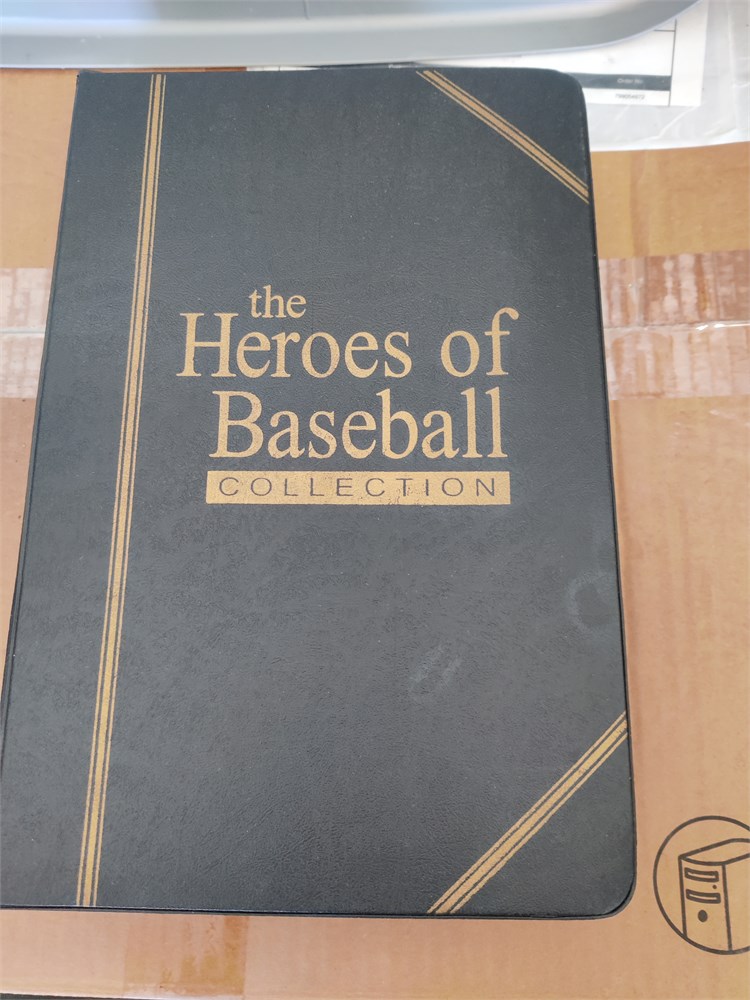 the
Heroes of
Baseball
COLLECTION